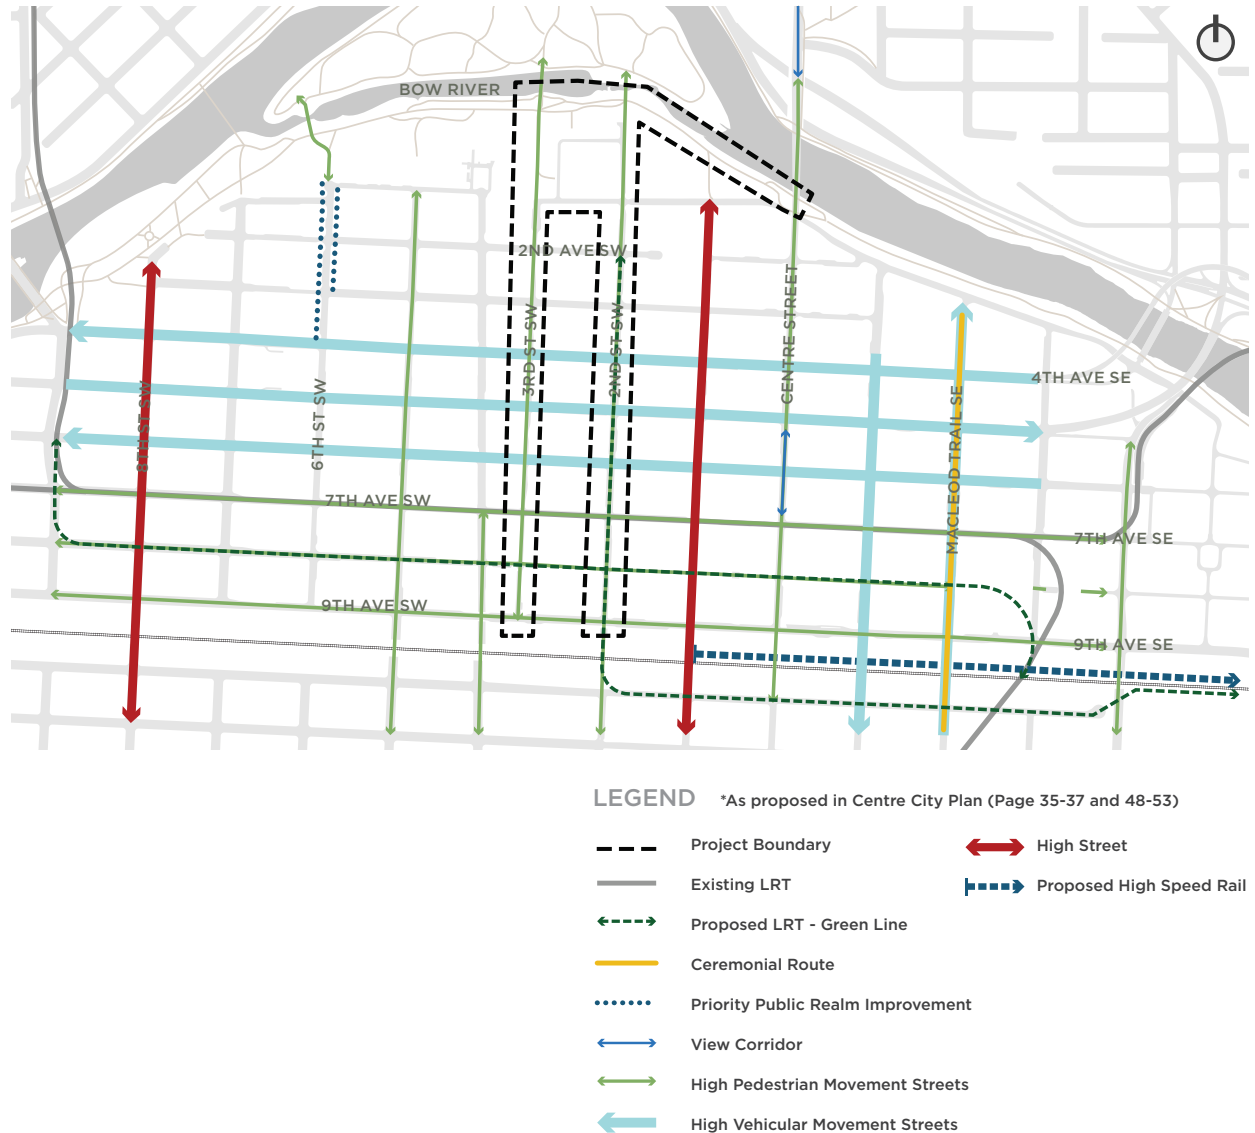 BOW RIVER
2ND AVE SW
3RD ST SW
2ND ST SW
CENTRE STREET
4TH AVE SE
8TH ST SW
6TH ST SW
MACLEOD TRAIL SE
7TH AVE SW
7TH AVE SE
9TH AVE SW
9TH AVE SE
LEGEND *As proposed in Centre City Plan (Page 35-37 and 48-53)
Project Boundary
High Street
Existing LRT
Proposed High Speed Rail
Proposed LRT - Green Line
Ceremonial Route
Priority Public Realm Improvement
View Corridor
High Pedestrian Movement Streets
High Vehicular Movement Streets